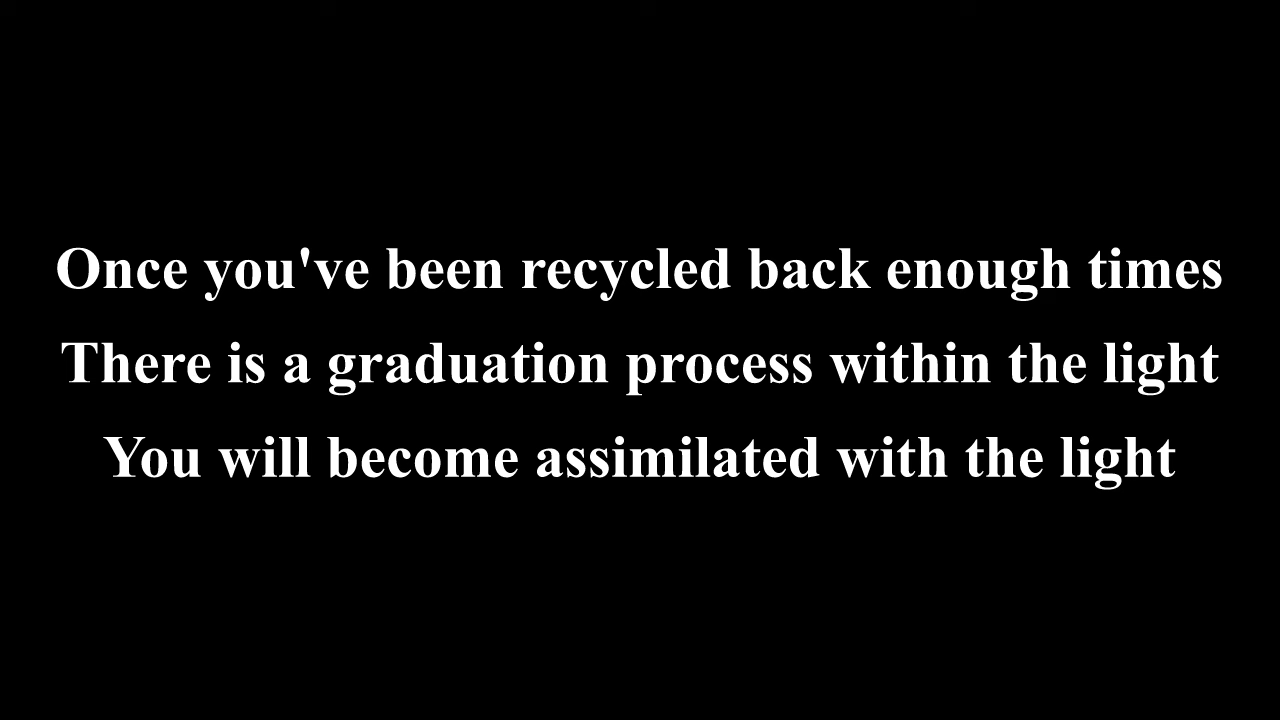 Once you've been recycled back enough times
There is a graduation process within the light
You will become assimilated with the light